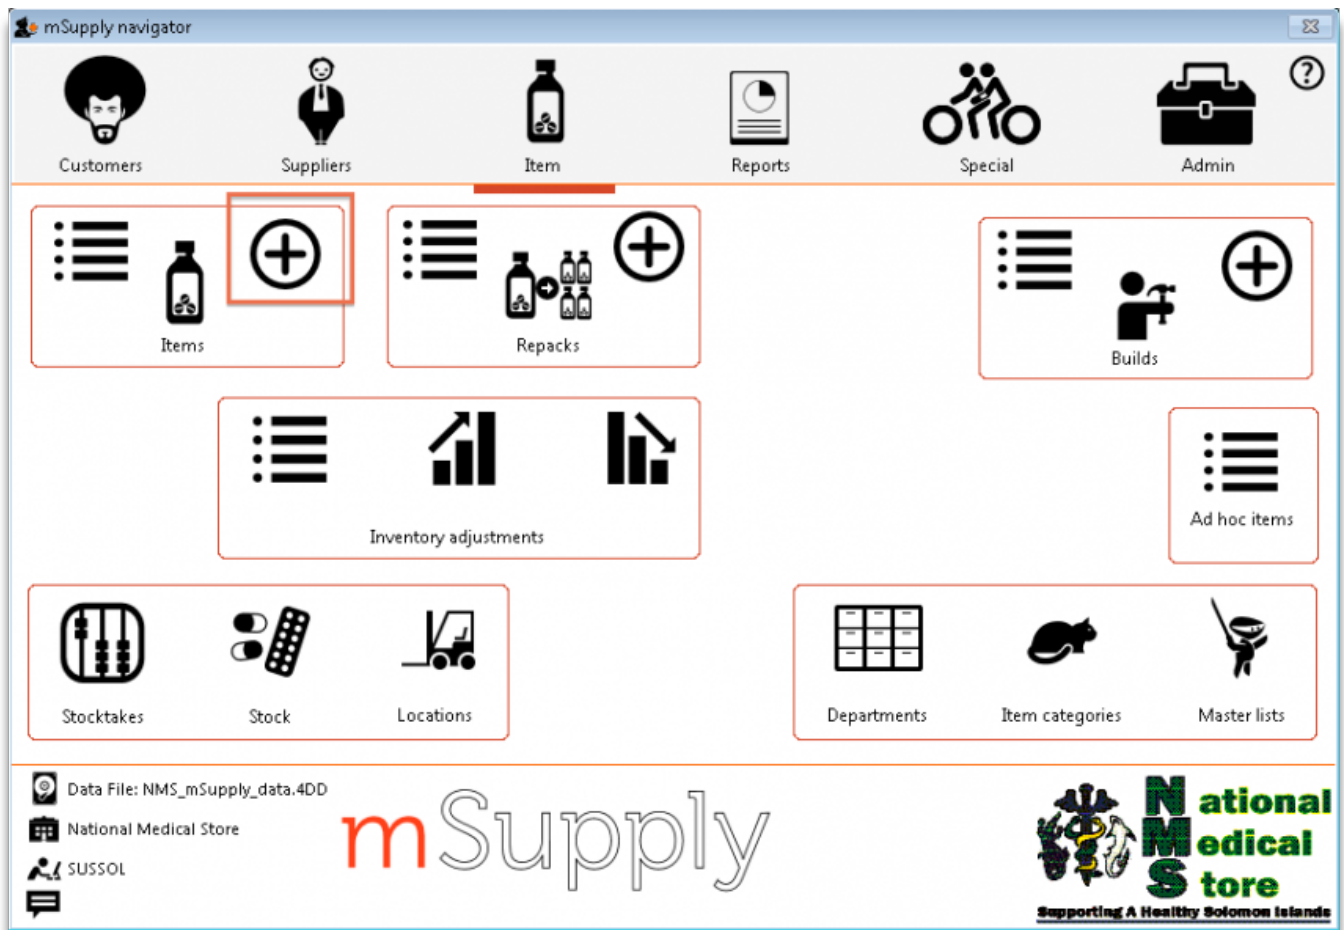 mSupply navigator
Customers
Suppliers
Item
Reports
Special
Admin
?
Items
Repacks
Builds
Inventory adjustments
Ad hoc items
Stocktakes
Stock
Locations
Departments
Item categories
Master lists
Data File: NMS_mSupply_data.4DD
National Medical Store
SUSSOL
mSupply
National
Medical
Store
Supporting A Healthy Solomon Islands